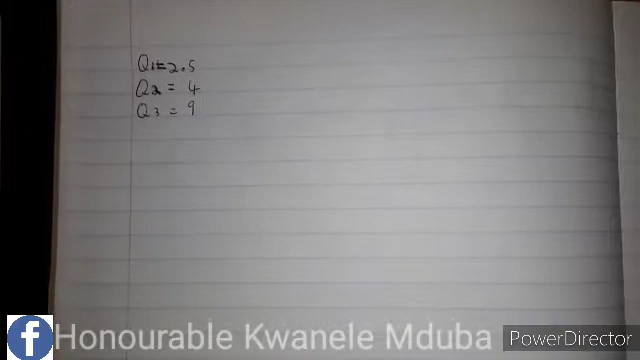 Q1=2.5
Q2 = 4
Q3 = 9
Honourable Kwanele Mduba
PowerDirector